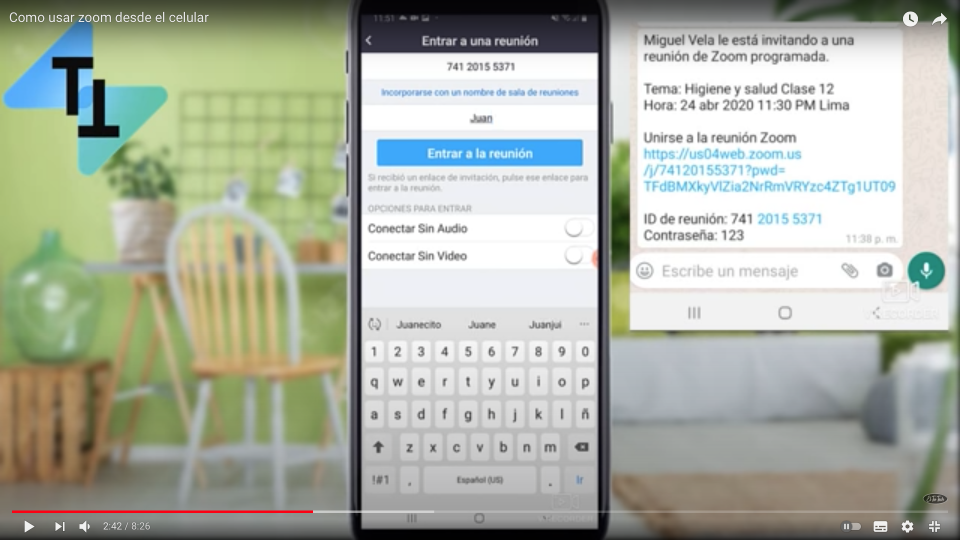 Como usar zoom desde el celular
11:51
Entrar a una reunión
741 2015 5371
Incorporarse con un nombre de sala de reuniones
Juan
Entrar a la reunión
Si recibió un enlace de invitación, pulse ese enlace para
entrar a la reunión.
OPCIONES PARA ENTRAR
Conectar Sin Audio
Conectar Sin Video
Juanecito Juane Juanjui
1 2 3 4 5 6 7 8 9 0
q w e r t y u i o p
a s d f g h j k l ñ
z x c v b n m
!#1 , Español (US) . Ir
Miguel Vela le está invitando a una
reunión de Zoom programada.
Tema: Higiene y salud Clase 12
Hora: 24 abr 2020 11:30 PM Lima
Unirse a la reunión Zoom
https://us04web.zoom.us
/j/74120155371?pwd=
TFdBMXkyVlZia2NrRmVRYzc4ZTg1UT09
ID de reunión: 741 2015 5371
Contraseña: 123
11:38 p. m.
Escribe un mensaje
2:42 / 8:26